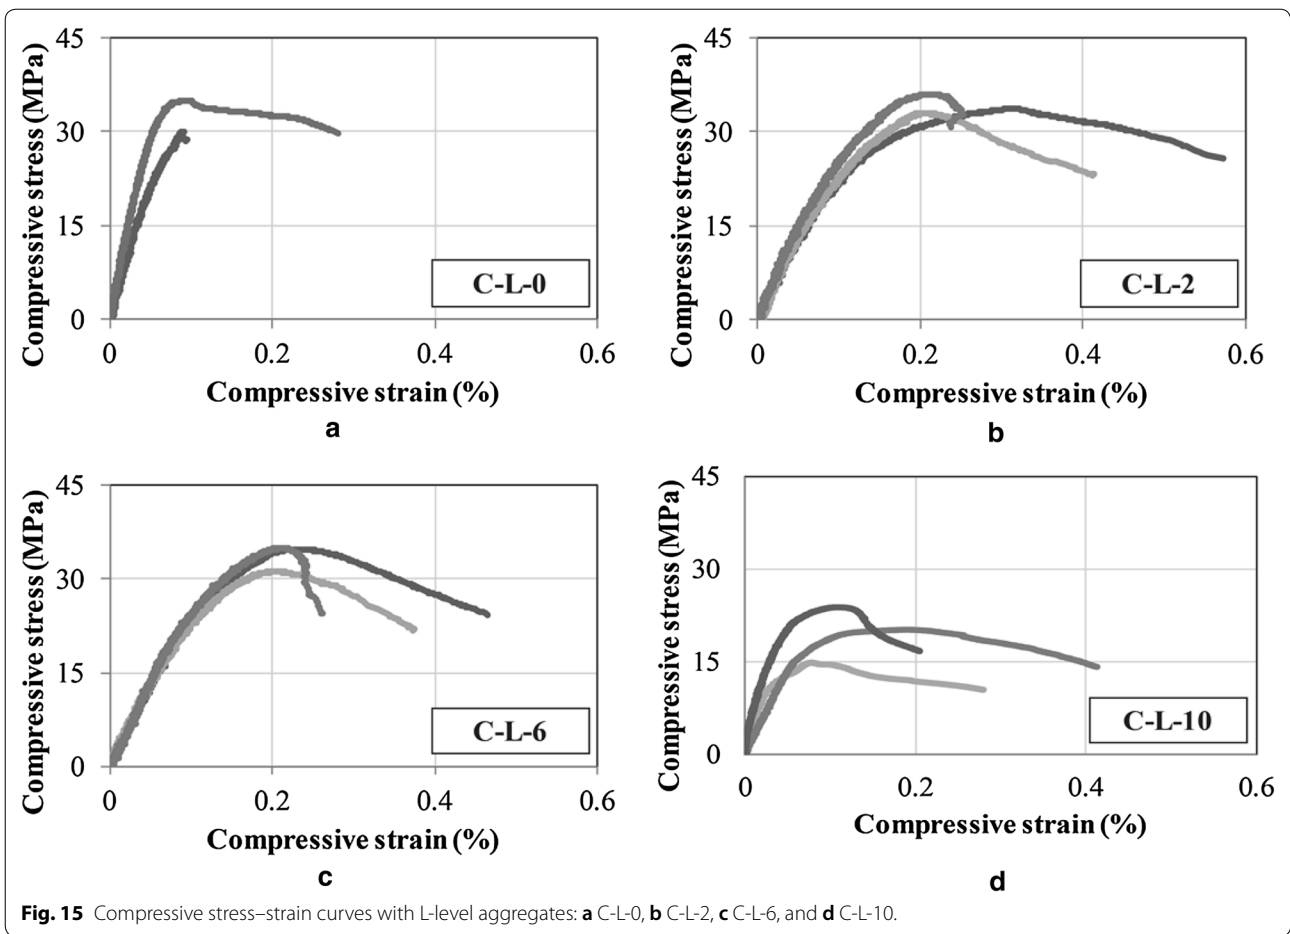 Compressive stress (MPa)
45
30
15
0
0
0.2
0.4
0.6
C-L-0
Compressive strain (%)
a
Compressive stress (MPa)
45
30
15
0
0
0.2
0.4
0.6
C-L-2
Compressive strain (%)
b
Compressive stress (MPa)
45
30
15
0
0
0.2
0.4
0.6
C-L-6
Compressive strain (%)
c
Compressive stress (MPa)
45
30
15
0
0
0.2
0.4
0.6
C-L-10
Compressive strain (%)
d
Fig. 15 Compressive stress–strain curves with L-level aggregates: a C-L-0, b C-L-2, c C-L-6, and d C-L-10.